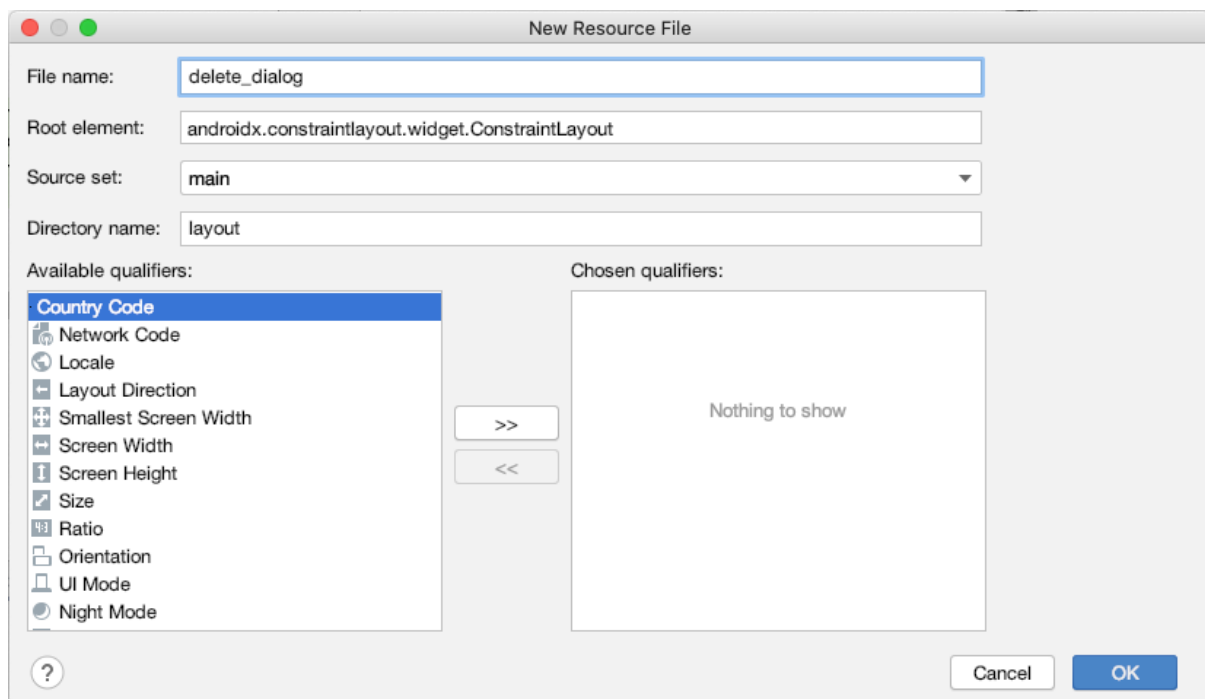 New Resource File
File name:
delete_dialog
Root element:
androidx.constraintlayout.widget.ConstraintLayout
Source set:
main
Directory name:
layout
Available qualifiers:
Chosen qualifiers:
Country Code
Network Code
Locale
Layout Direction
Smallest Screen Width
Screen Width
Screen Height
Size
Ratio
Orientation
UI Mode
Night Mode
>>
<<
Nothing to show
?
Cancel
OK